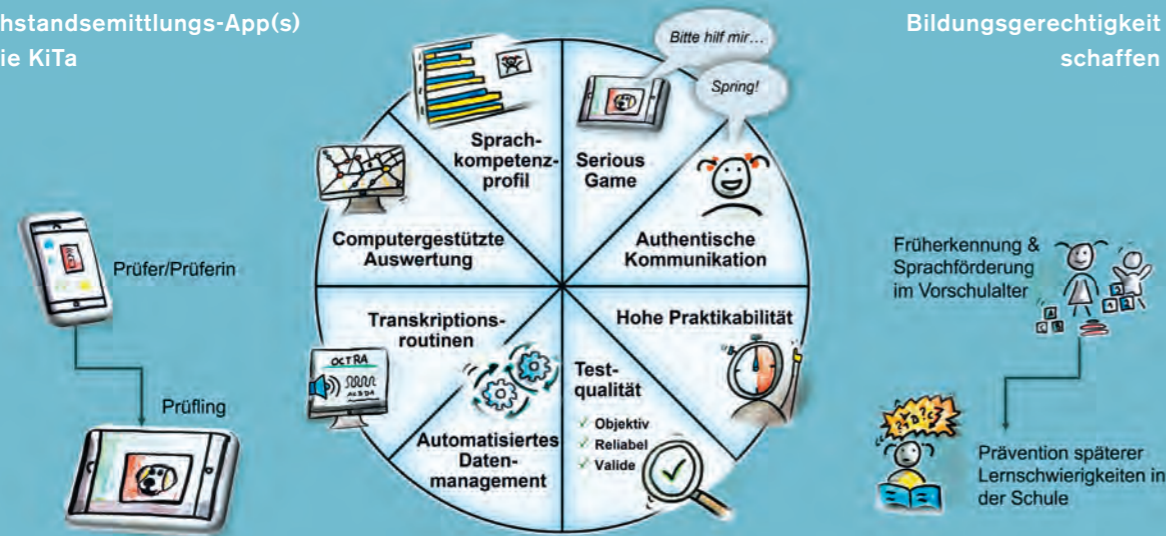 hstandsemittlungs-App(s)
ie KiTa
Bildungsgerechtigkeit
schaffen
Bitte hilf mir…
Spring!
Sprach-
kompetenz-
profil
Serious
Game
Computergestützte
Auswertung
Authentische
Kommunikation
Transkriptions-
routinen
OCTRA
Hohe Praktikabilität
Test-
qualität
✓ Objektiv
✓ Reliabel
✓ Valide
Automatisiertes
Daten-
management
Prüfer/Prüferin
Prüfling
Früherkennung &
Sprachförderung
im Vorschulalter
Prävention späterer
Lernschwierigkeiten in
der Schule